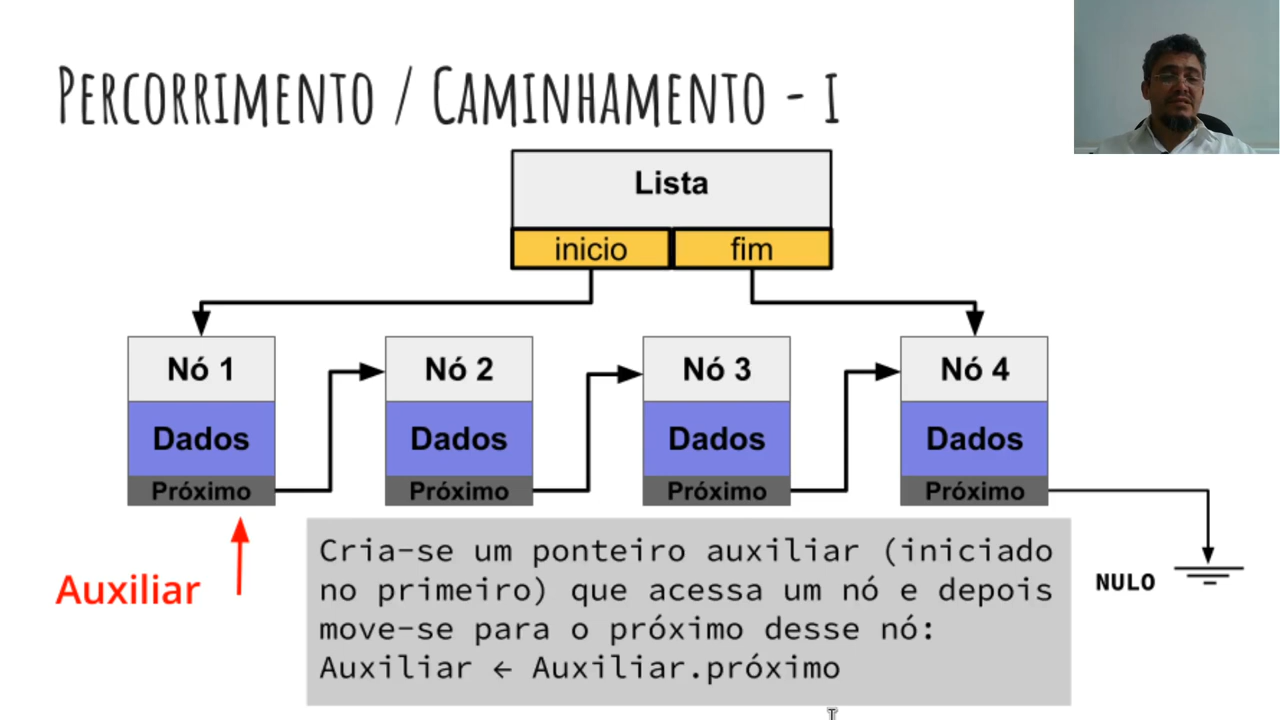 PERCORRIMENTO / CAMINHAMENTO - I
Lista
inicio fim
Nó 1 Nó 2 Nó 3 Nó 4
Dados Dados Dados Dados
Próximo Próximo Próximo Próximo
Auxiliar
Cria-se um ponteiro auxiliar (iniciado
no primeiro) que acessa um nó e depois
move-se para o próximo desse nó:
Auxiliar ← Auxiliar.próximo
NULO